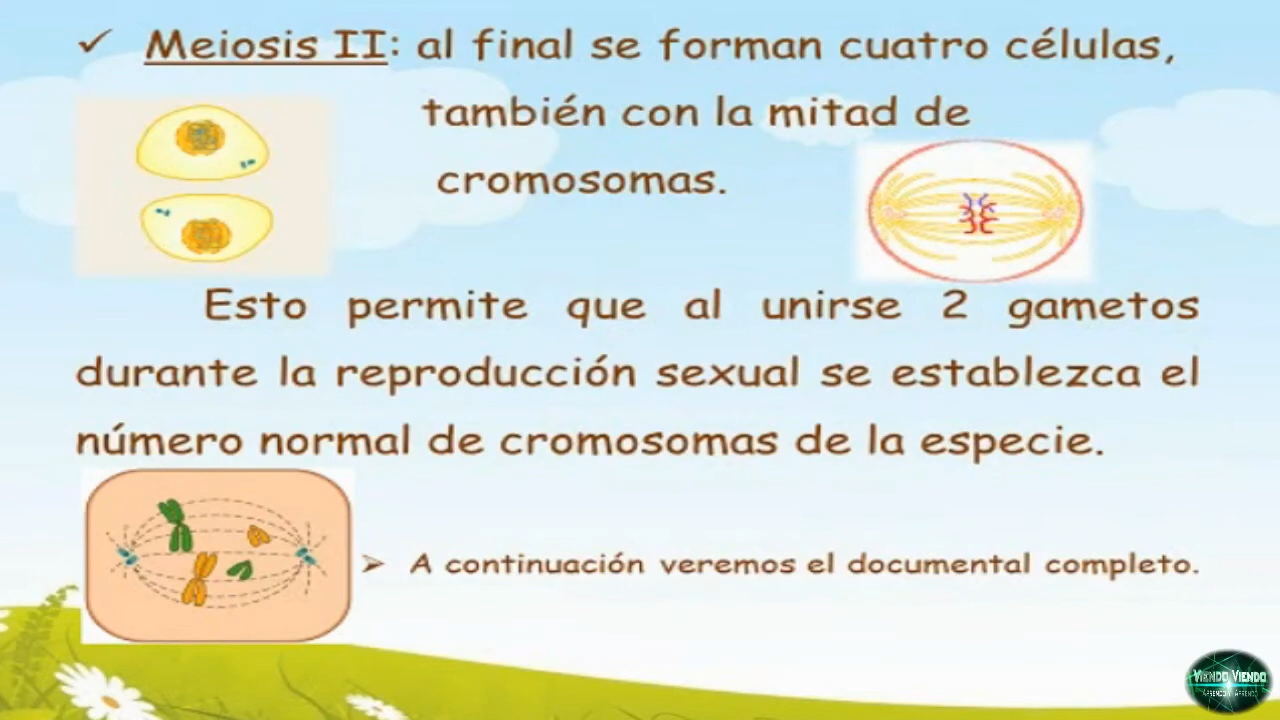 ✓ Meiosis II: al final se forman cuatro células,
también con la mitad de
cromosomas.
Esto permite que al unirse 2 gametos
durante la reproducción sexual se establezca el
número normal de cromosomas de la especie.
➢ A continuación veremos el documental completo.
VIENDO VIENDO
APRENDO Y APRENDO